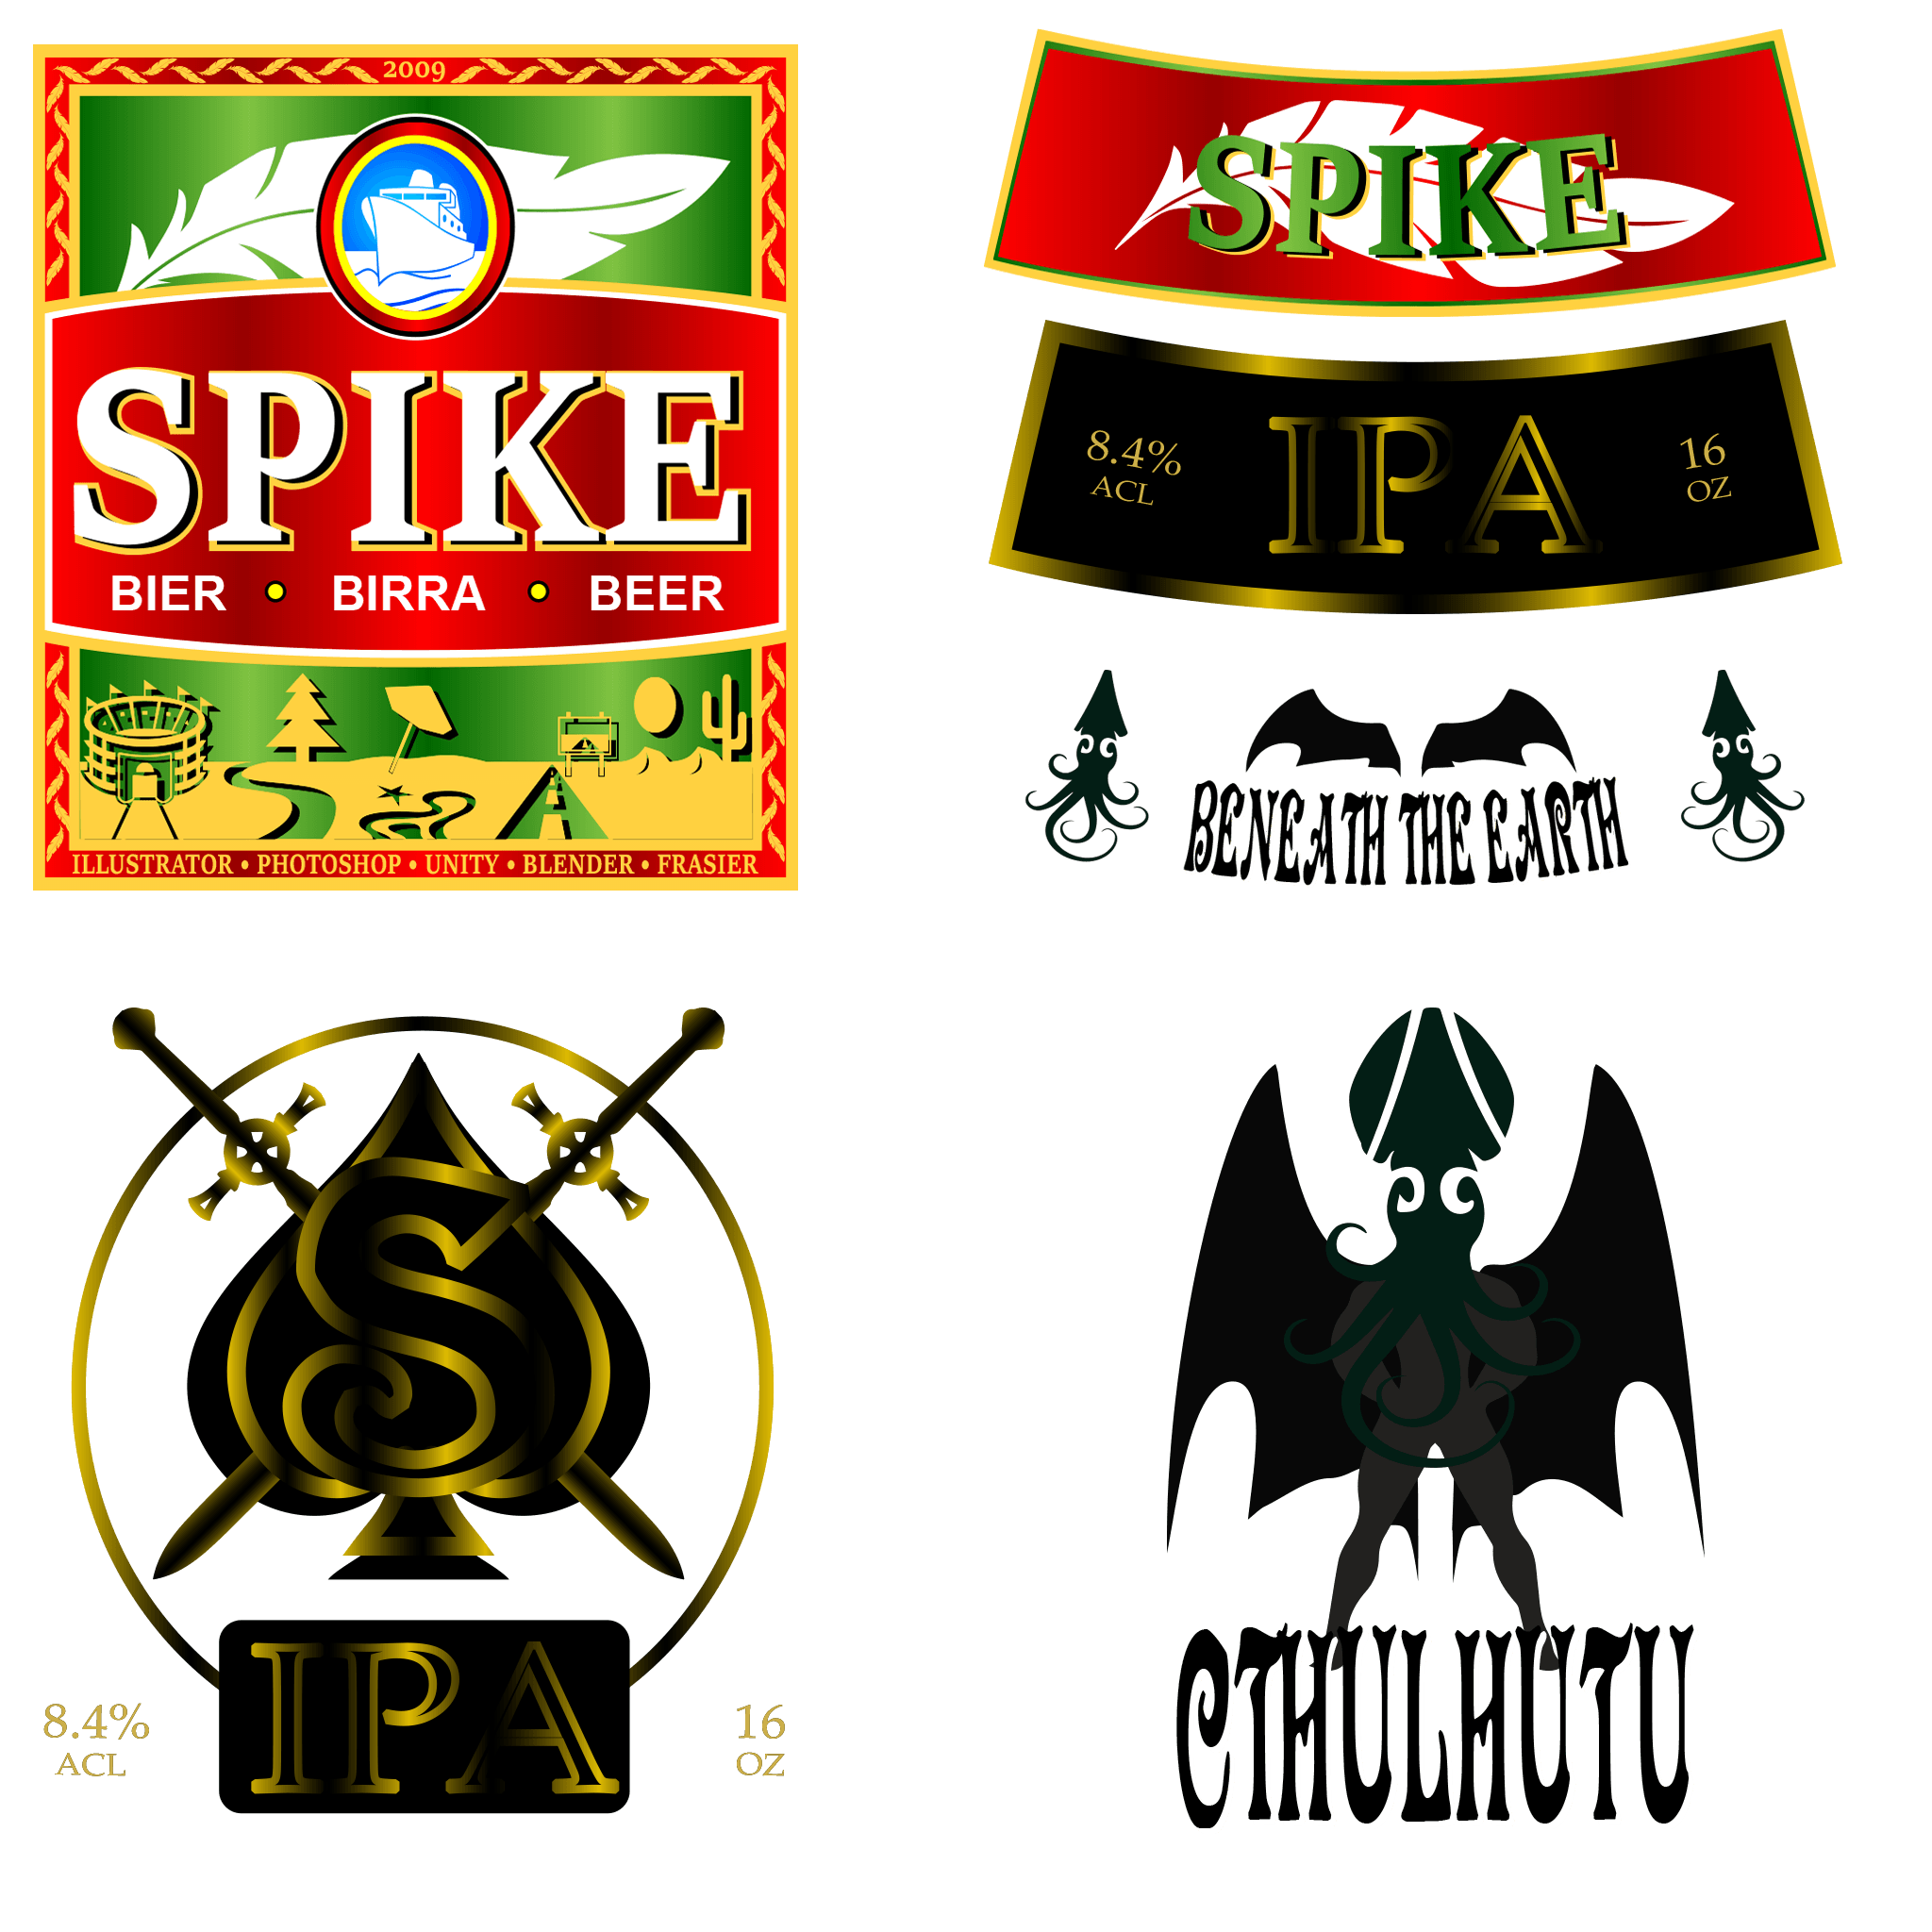 2009
SPIKE
BIER • BIRRA • BEER
ILLUSTRATOR • PHOTOSHOP • UNITY • BLENDER • FRASIER
SPIKE
8.4%
ACL
IPA
16
OZ
BENEATH THE EARTH
S
IPA
8.4%
ACL
16
OZ
CTHULHUTU